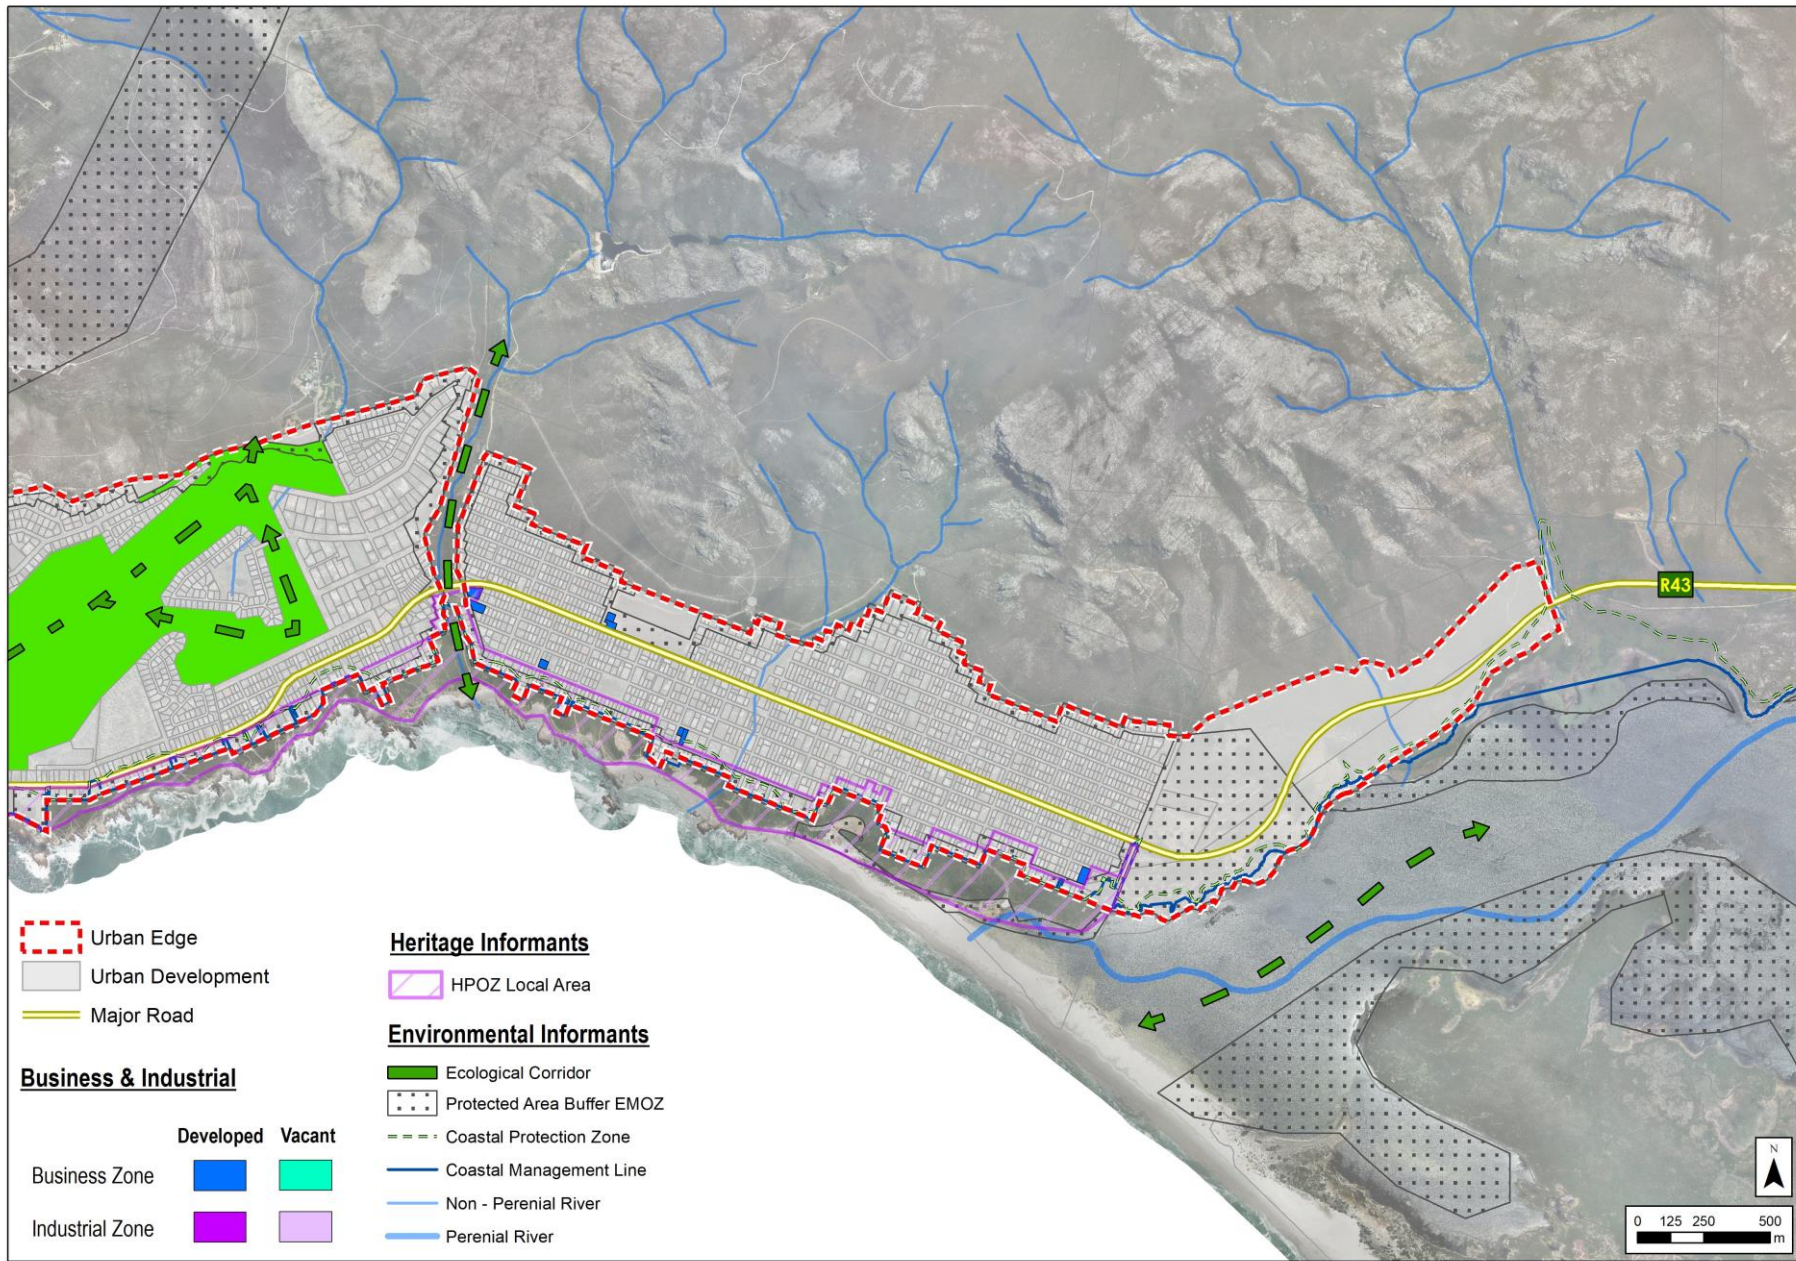 R43
Urban Edge
Urban Development
Major Road
Business & Industrial
Developed Vacant
Business Zone
Industrial Zone
Heritage Informants
HPOZ Local Area
Environmental Informants
Ecological Corridor
Protected Area Buffer EMOZ
Coastal Protection Zone
Coastal Management Line
Non - Perenial River
Perenial River
N
0 125 250 500
m